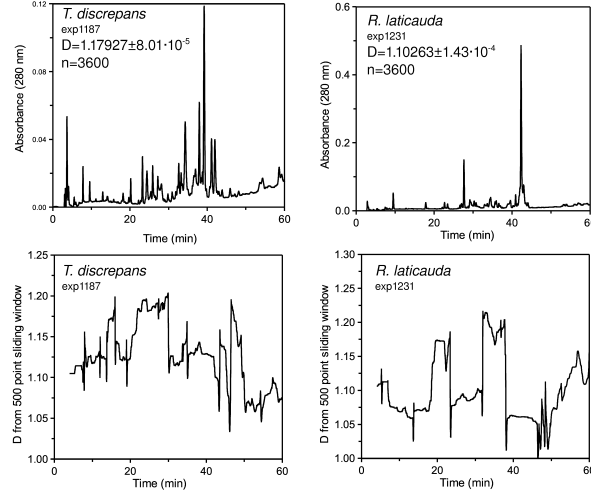 T. discrepans
exp1187
D=1.17927±8.01·10-5
n=3600
0.12
0.08
0.04
0.00
Absorbance (280 nm)
0 20 40 60
Time (min)
R. laticauda
exp1231
D=1.10263±1.43·10-4
n=3600
0.6
0.4
0.2
0.0
Absorbance (280 nm)
0 20 40 60
Time (min)
T. discrepans
exp1187
1.25
1.20
1.15
1.10
1.05
1.00
D from 500 point sliding window
0 20 40 60
Time (min)
R. laticauda
exp1231
1.30
1.25
1.20
1.15
1.10
1.05
1.00
D from 500 point sliding window
0 20 40 60
Time (min)